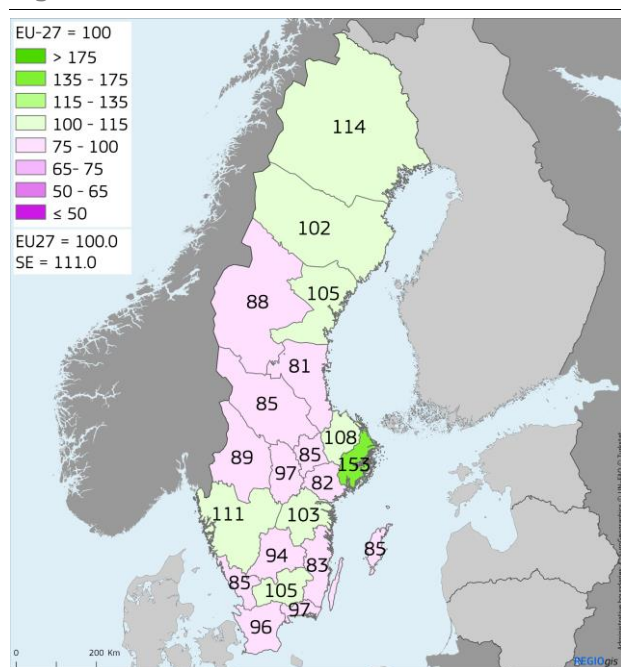 EU-27 = 100
> 175
135 - 175
115 - 135
100 - 115
75 - 100
65- 75
50 - 65
≤ 50
EU27 = 100.0
SE = 111.0
114
102
88
105
81
85
108
89
97
85
153
82
111
103
94
83
85
85
105
97
96
0
200 Km
REGIOgis